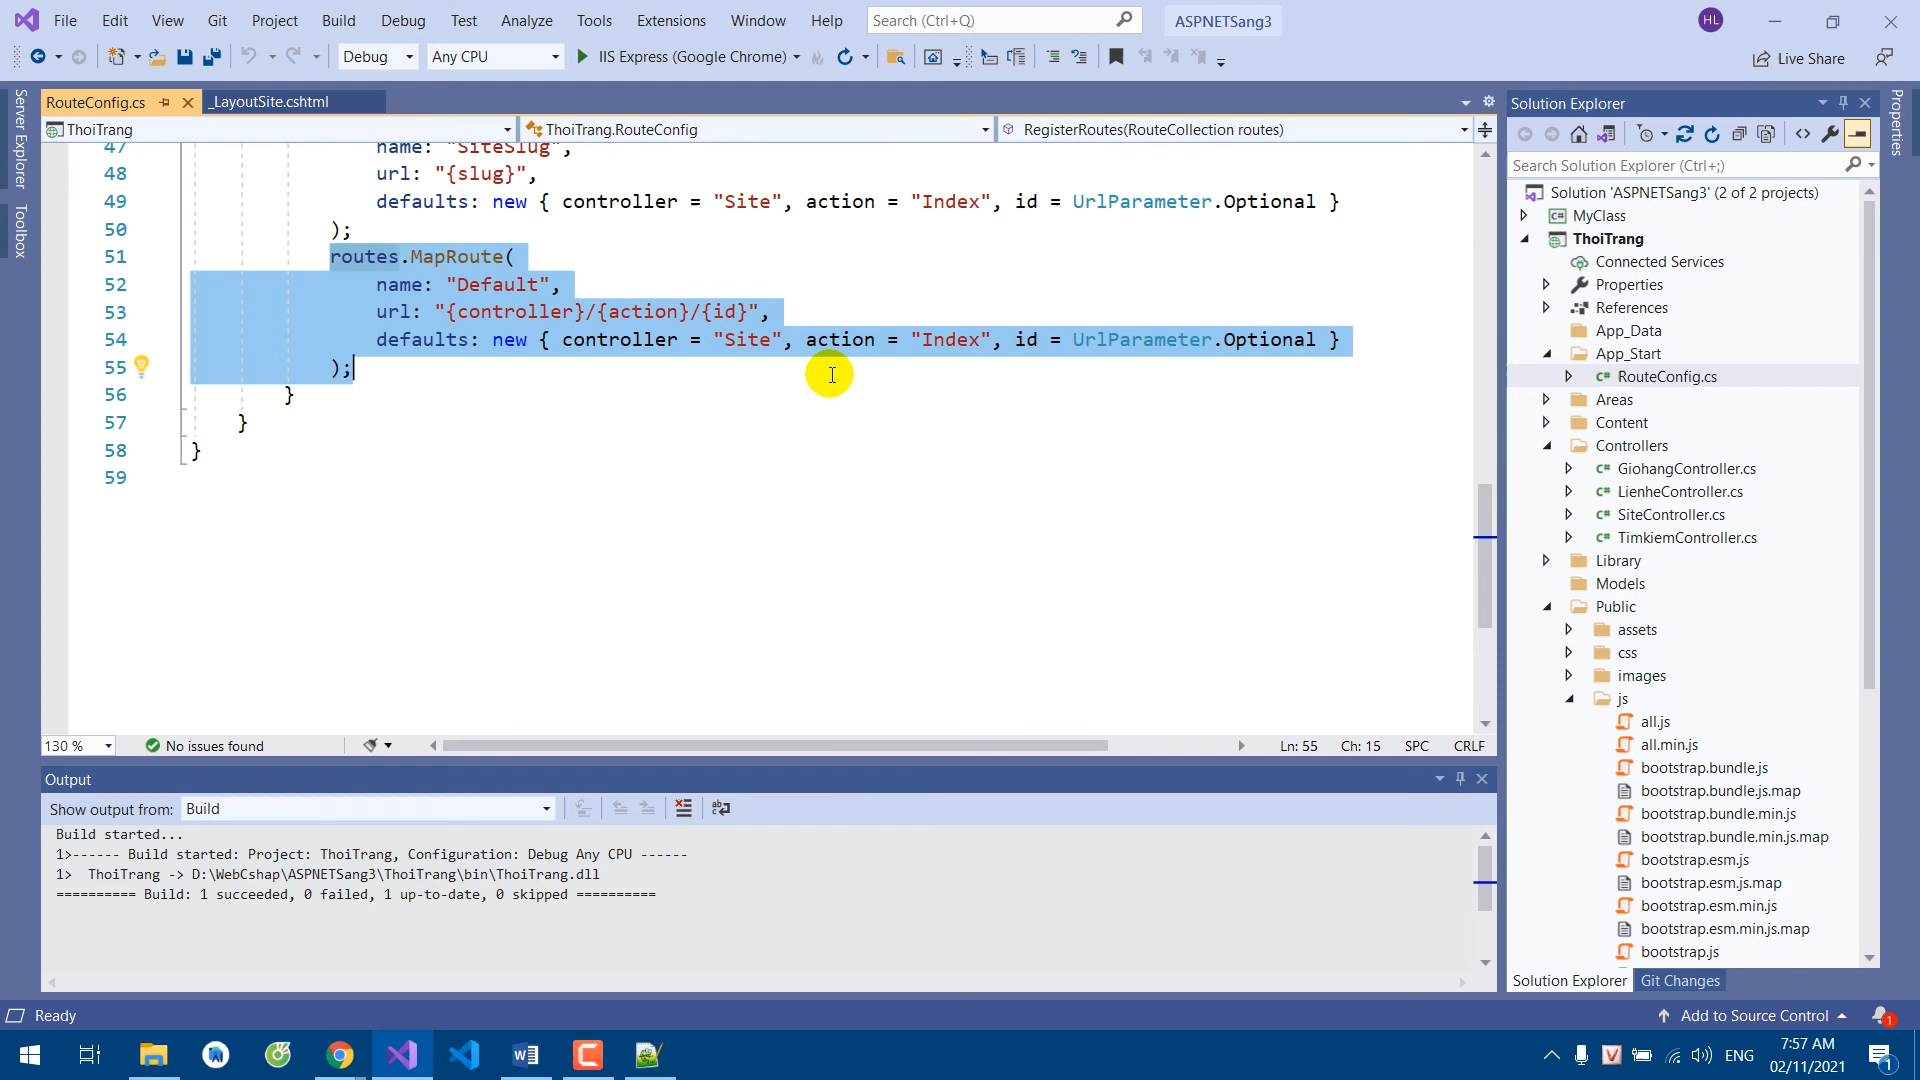 File Edit View Git Project Build Debug Test Analyze Tools Extensions Window Help Search (Ctrl+Q) ASPNETSang3 HL
Debug Any CPU IIS Express (Google Chrome) Live Share
Server Explorer
Toolbox
RouteConfig.cs _LayoutSite.cshtml
ThoiTrang ThoiTrang.RouteConfig RegisterRoutes(RouteCollection routes)
47 name: "SiteSlug",
48 url: "{slug}",
49 defaults: new { controller = "Site", action = "Index", id = UrlParameter.Optional }
50 );
51 routes.MapRoute(
52 name: "Default",
53 url: "{controller}/{action}/{id}",
54 defaults: new { controller = "Site", action = "Index", id = UrlParameter.Optional }
55 );
56 }
57 }
58 }
59
130 % No issues found Ln: 55 Ch: 15 SPC CRLF
Output
Show output from: Build
Build started...
1>------ Build started: Project: ThoiTrang, Configuration: Debug Any CPU ------
1> ThoiTrang -> D:\WebCshap\ASPNETSang3\ThoiTrang\bin\ThoiTrang.dll
========== Build: 1 succeeded, 0 failed, 1 up-to-date, 0 skipped ==========
Solution Explorer
Search Solution Explorer (Ctrl+;)
Solution 'ASPNETSang3' (2 of 2 projects)
MyClass
ThoiTrang
Connected Services
Properties
References
App_Data
App_Start
RouteConfig.cs
Areas
Content
Controllers
GiohangController.cs
LienheController.cs
SiteController.cs
TimkiemController.cs
Library
Models
Public
assets
css
images
js
all.js
all.min.js
bootstrap.bundle.js
bootstrap.bundle.js.map
bootstrap.bundle.min.js
bootstrap.bundle.min.js.map
bootstrap.esm.js
bootstrap.esm.js.map
bootstrap.esm.min.js
bootstrap.esm.min.js.map
bootstrap.js
Solution Explorer Git Changes
Properties
Ready Add to Source Control 1
ENG 7:57 AM
02/11/2021 1